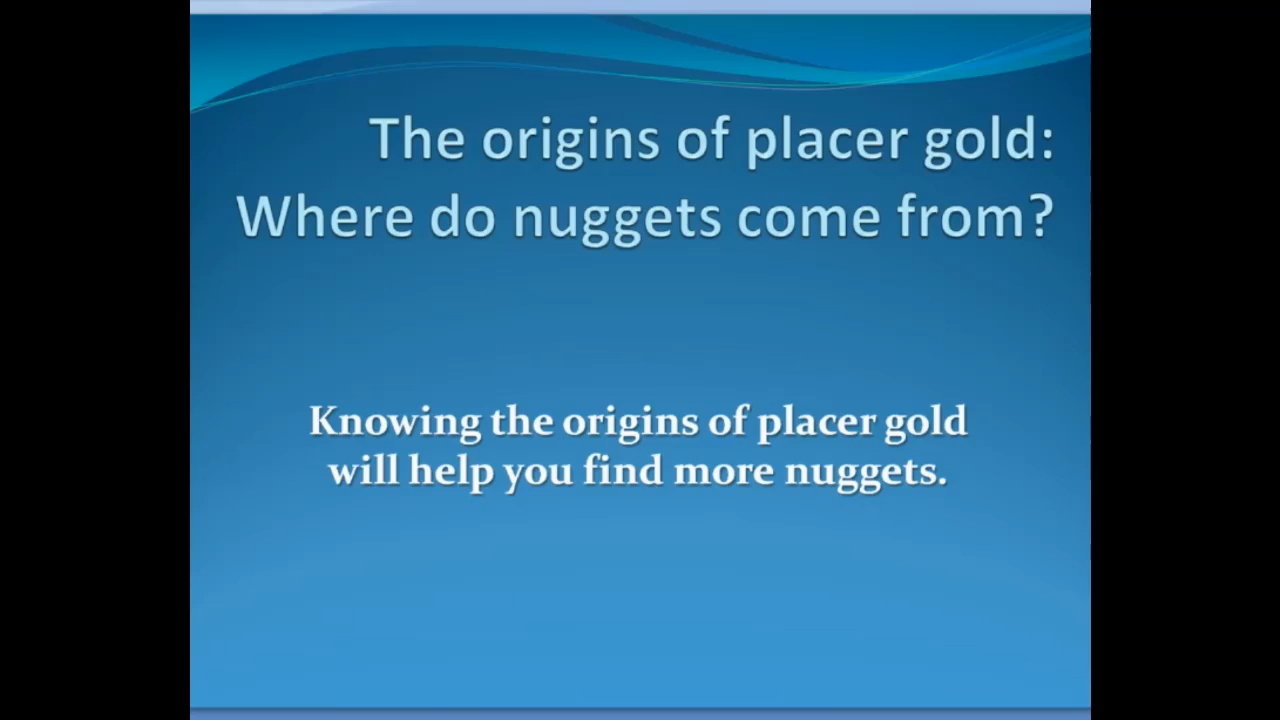 The origins of placer gold:
Where do nuggets come from?
Knowing the origins of placer gold
will help you find more nuggets.